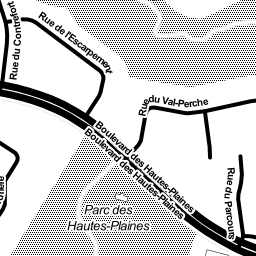 Rue du Contrefort
Rue de l'Escarpement
Rue du Val-Perche
Boulevard des Hautes-Plaines
Boulevard des Hautes-Plaines
Rue du Parcours
Parc des
Hautes-Plaines